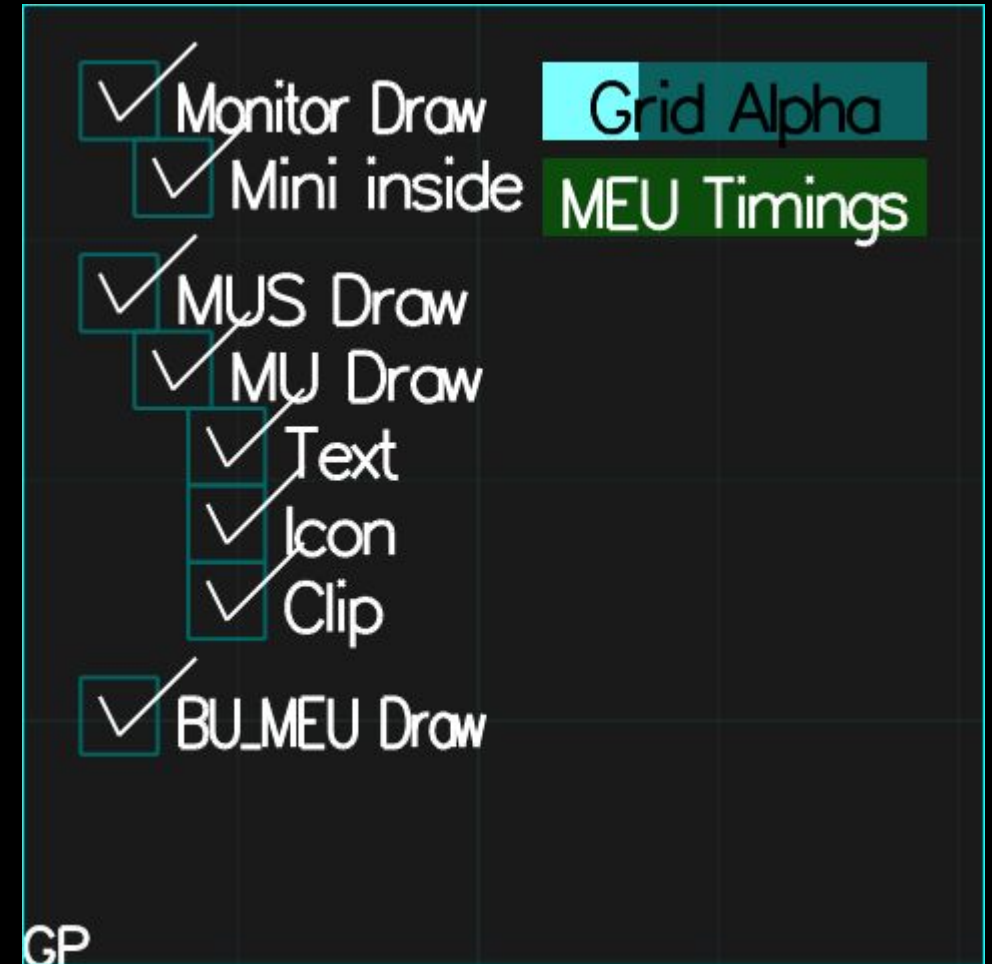 Monitor Draw Grid Alpha
Mini inside MEU Timings
MUS Draw
MU Draw
Text
Icon
Clip
BU_MEU Draw
GP